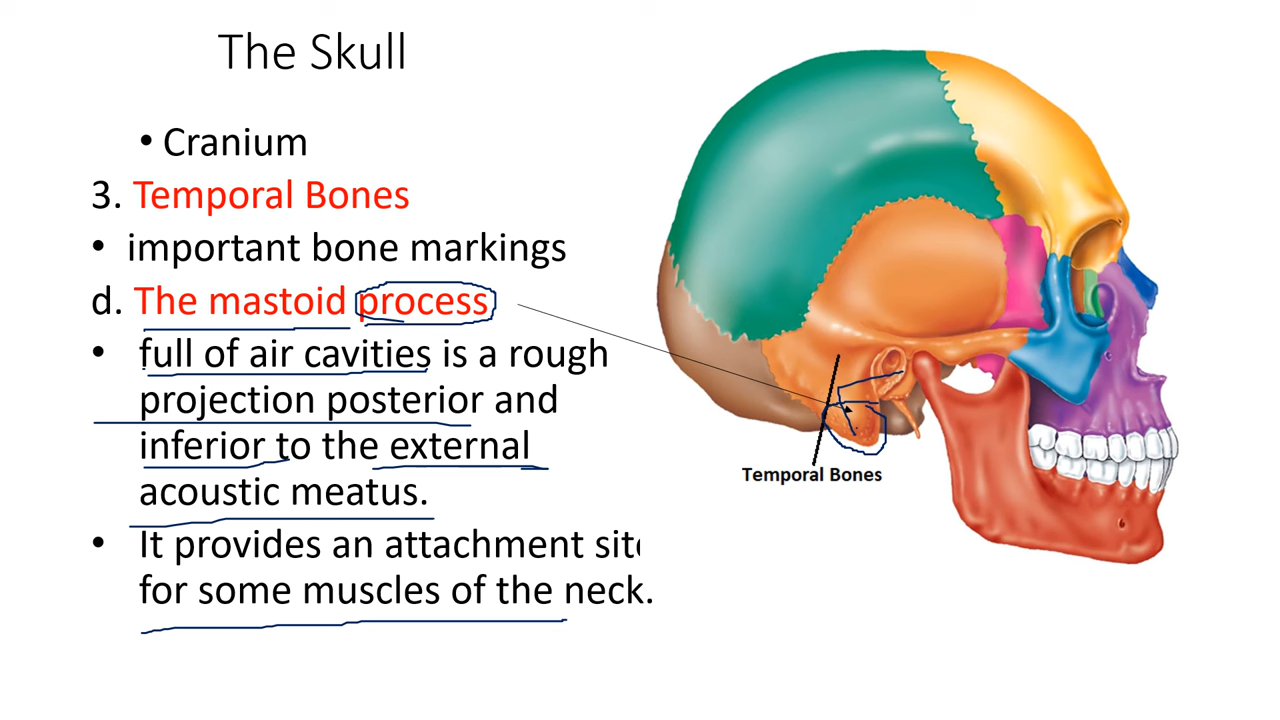 The Skull
• Cranium
3. Temporal Bones
• important bone markings
d. The mastoid process
• full of air cavities is a rough
projection posterior and
inferior to the external
acoustic meatus.
• It provides an attachment site
for some muscles of the neck.
Temporal Bones